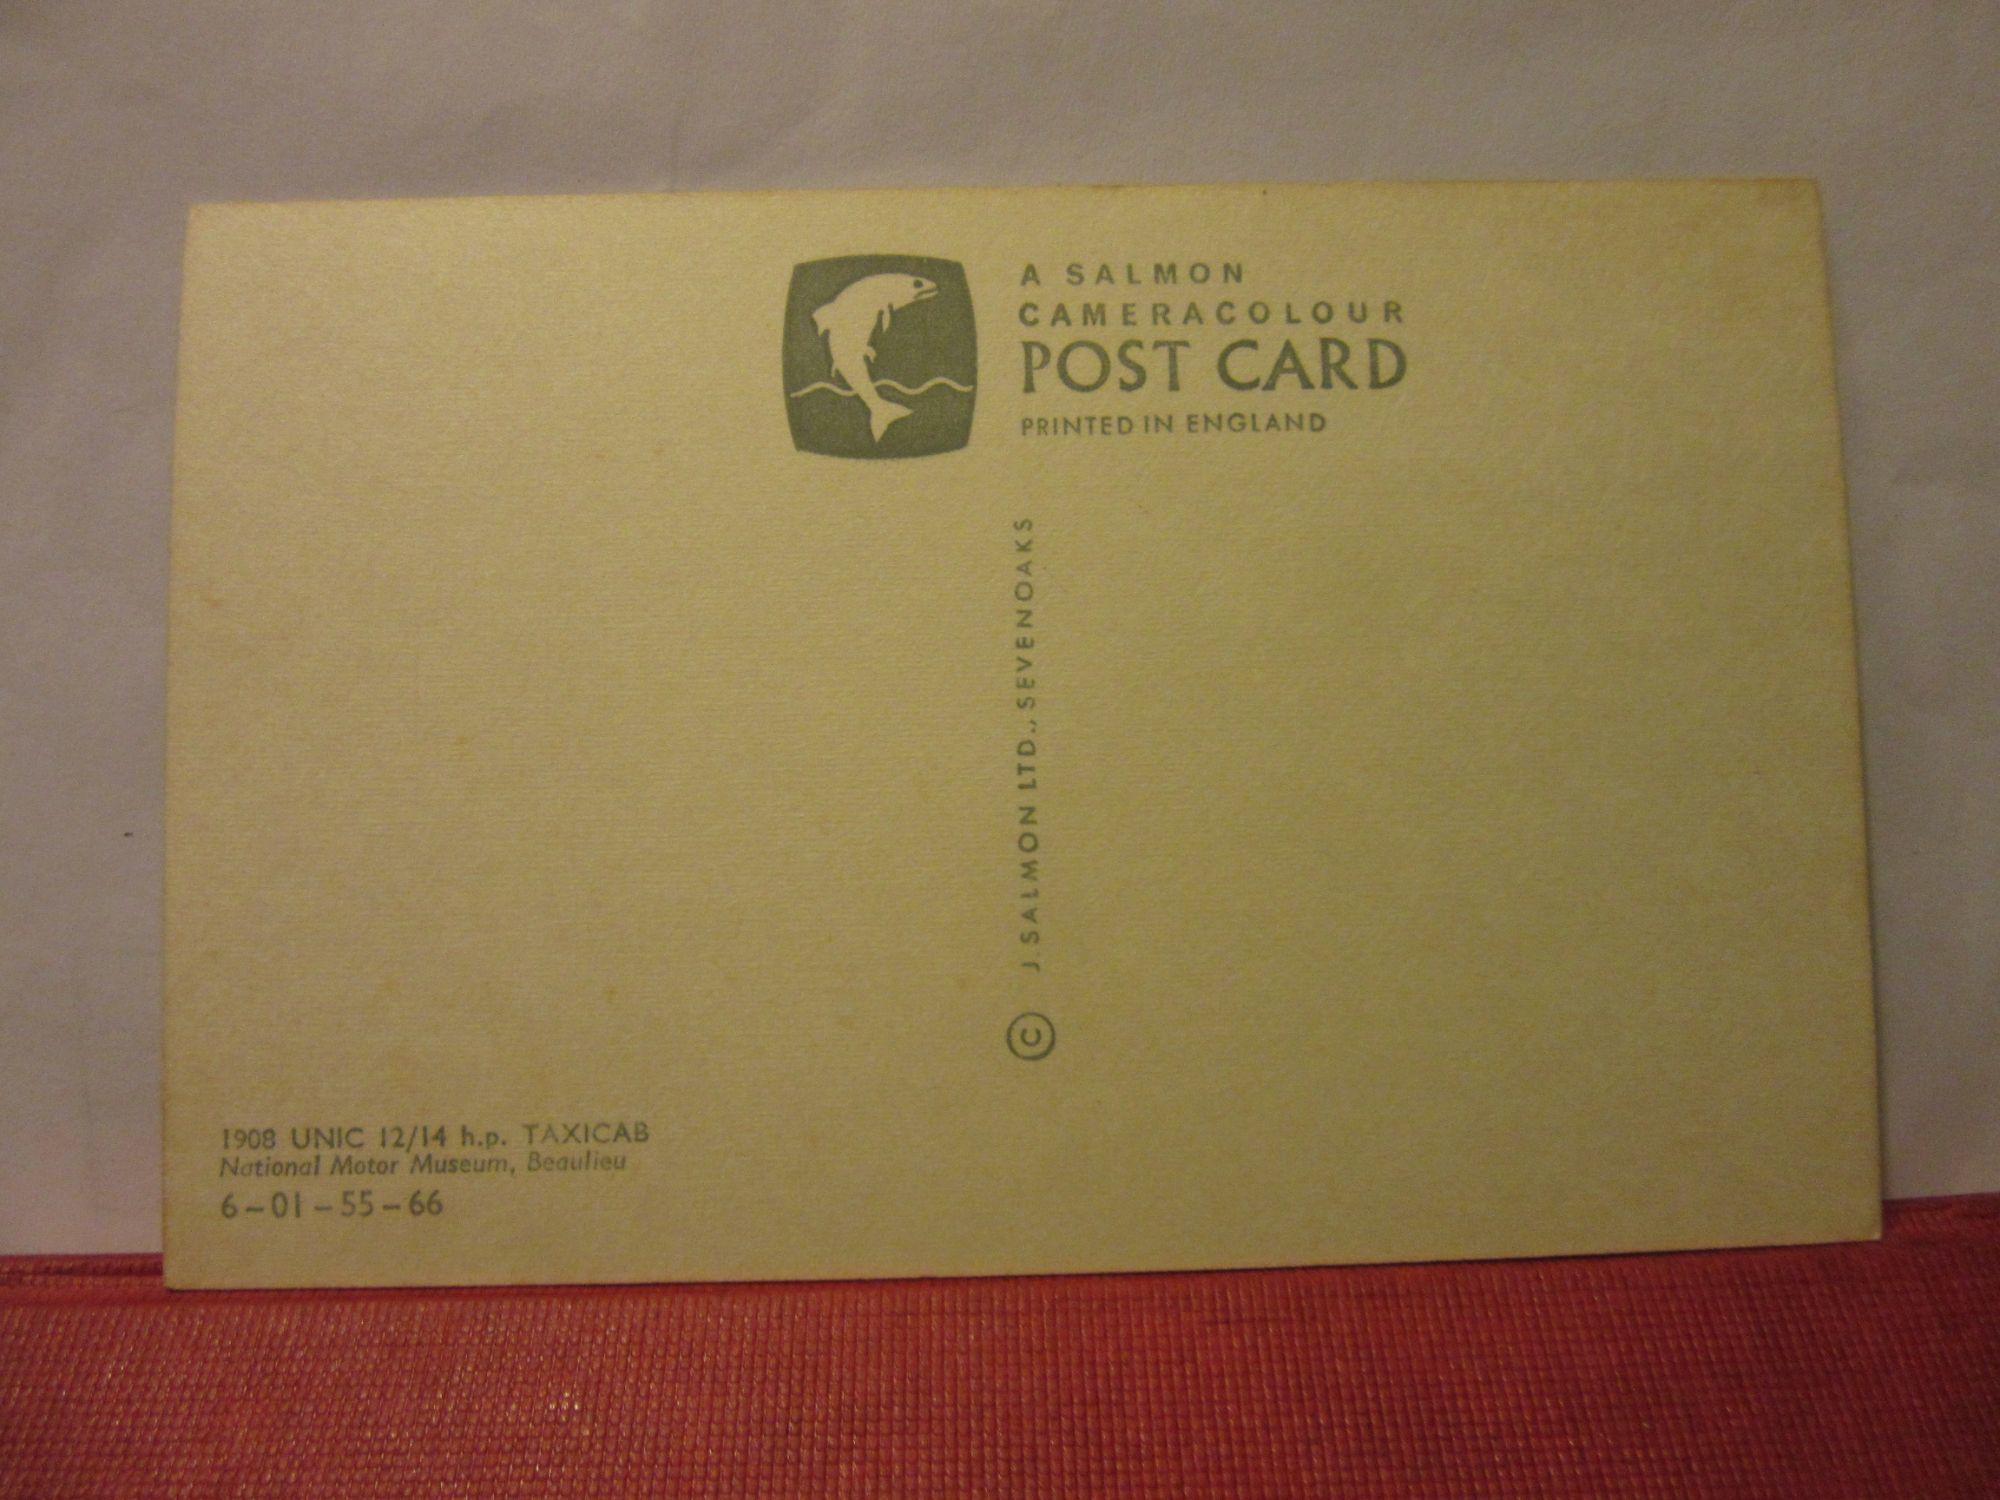 A SALMON
CAMERACOLOUR
POST CARD
PRINTED IN ENGLAND
© J. SALMON LTD., SEVENOAKS
1908 UNIC 12/14 h.p. TAXICAB
National Motor Museum, Beaulieu
6-01-55-66